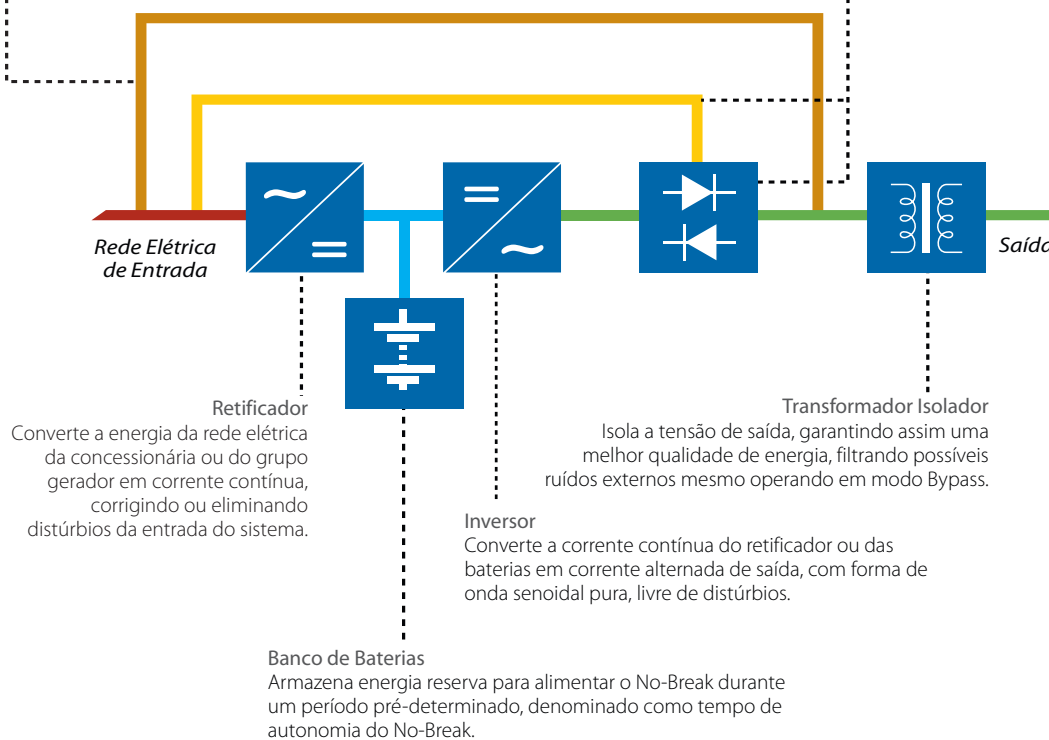 Rede Elétrica
de Entrada
Saída
Retificador
Converte a energia da rede elétrica
da concessionária ou do grupo
gerador em corrente contínua,
corrigindo ou eliminando
distúrbios da entrada do sistema.
Transformador Isolador
Isola a tensão de saída, garantindo assim uma
melhor qualidade de energia, filtrando possíveis
ruídos externos mesmo operando em modo Bypass.
Inversor
Converte a corrente contínua do retificador ou das
baterias em corrente alternada de saída, com forma de
onda senoidal pura, livre de distúrbios.
Banco de Baterias
Armazena energia reserva para alimentar o No-Break durante
um período pré-determinado, denominado como tempo de
autonomia do No-Break.